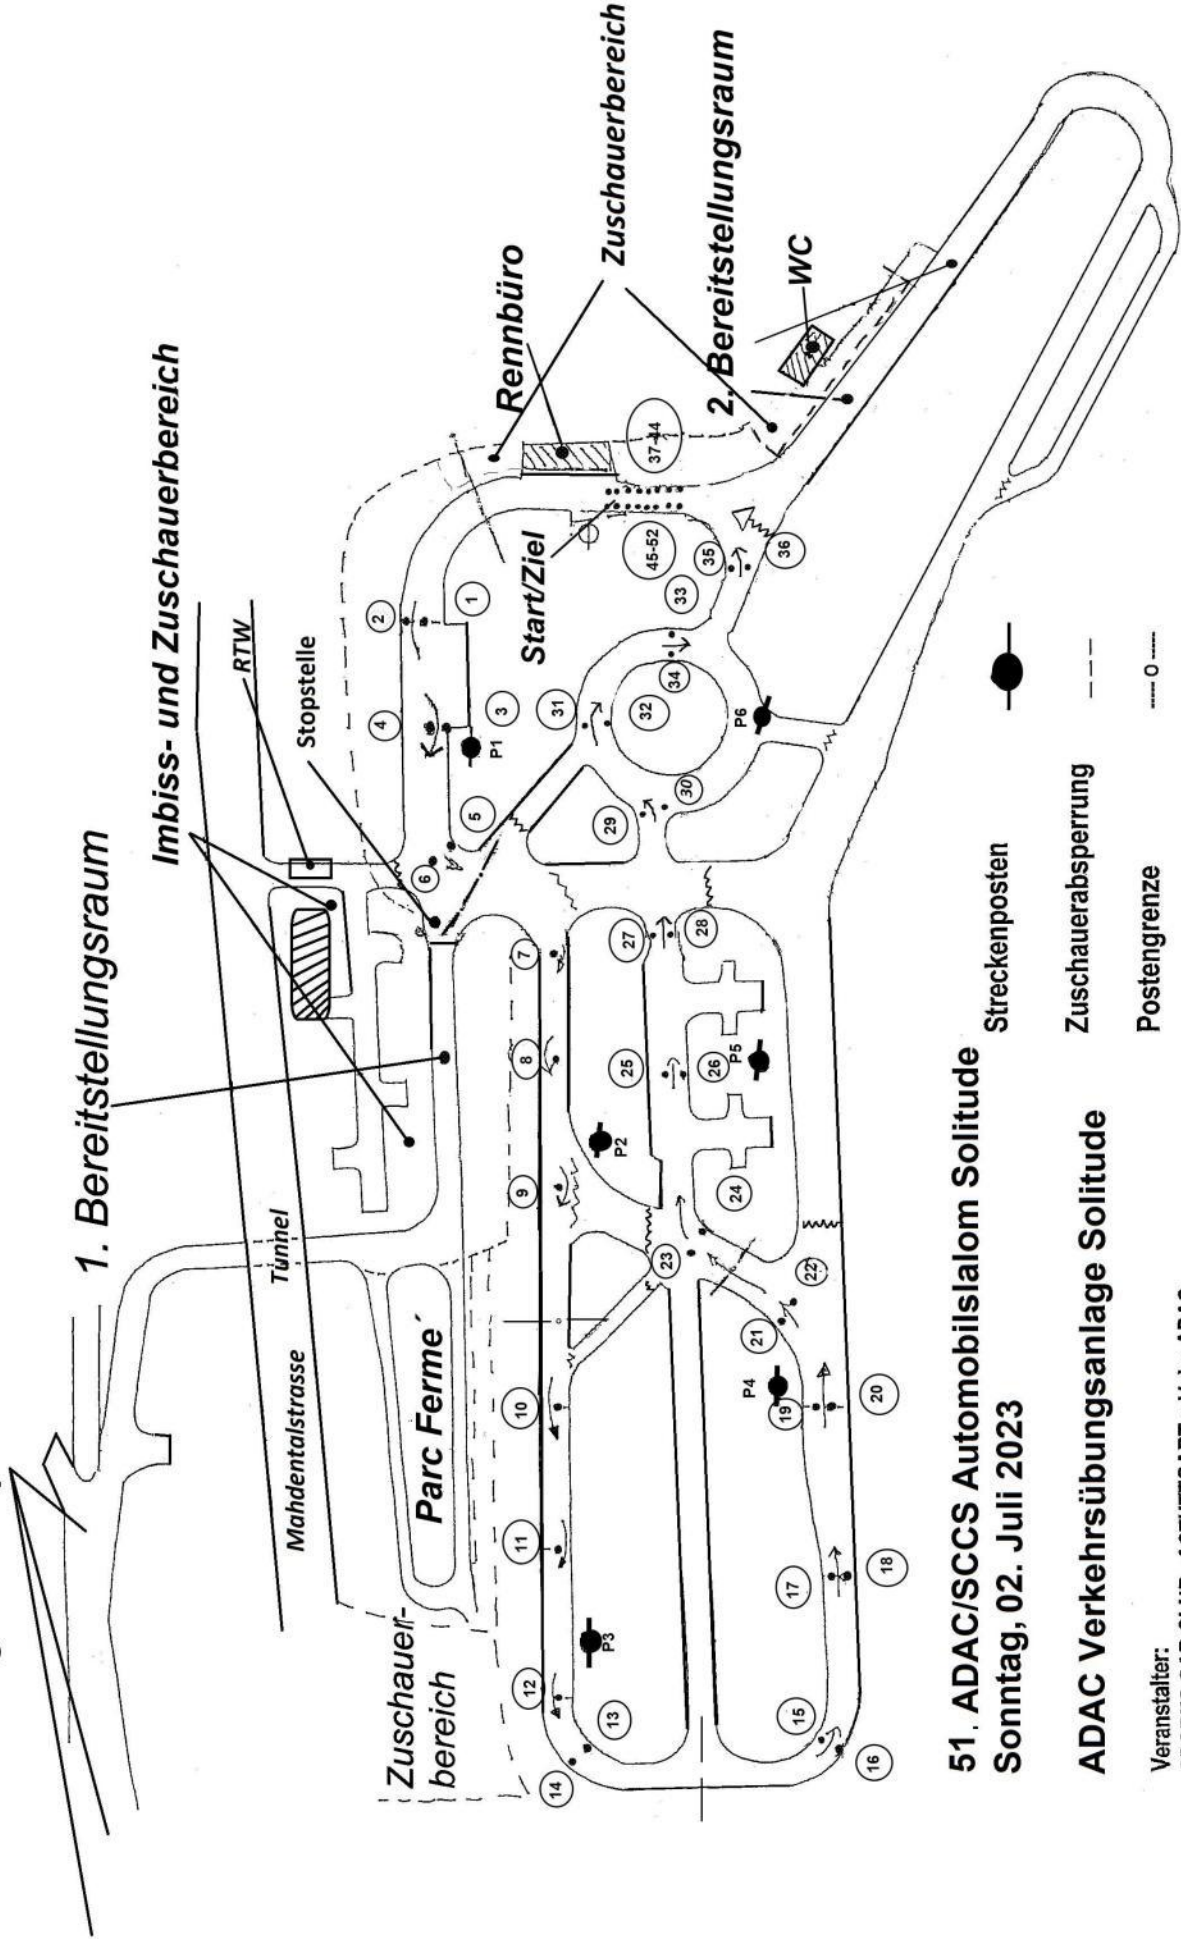 1. Bereitstellungsraum
Imbiss- und Zuschauerbereich
RTW
Stopstelle
Tunnel
Mahdentalstrasse
Parc Fermé
Zuschauer-
bereich
Rennbüro
Zuschauerbereich
2. Bereitstellungsraum
WC
Start/Ziel
1
2
3
4
5
6
7
8
9
10
11
12
13
14
15
16
17
18
19
20
21
22
23
24
25
26
27
28
29
30
31
32
33
34
35
36
37-44
45-52
P1
P2
P3
P4
P5
P6
51. ADAC/SCCS Automobilslalom Solitude
Sonntag, 02. Juli 2023
ADAC Verkehrsübungsanlage Solitude
Streckenposten
Zuschauerabsperrung
Postengrenze
Veranstalter: